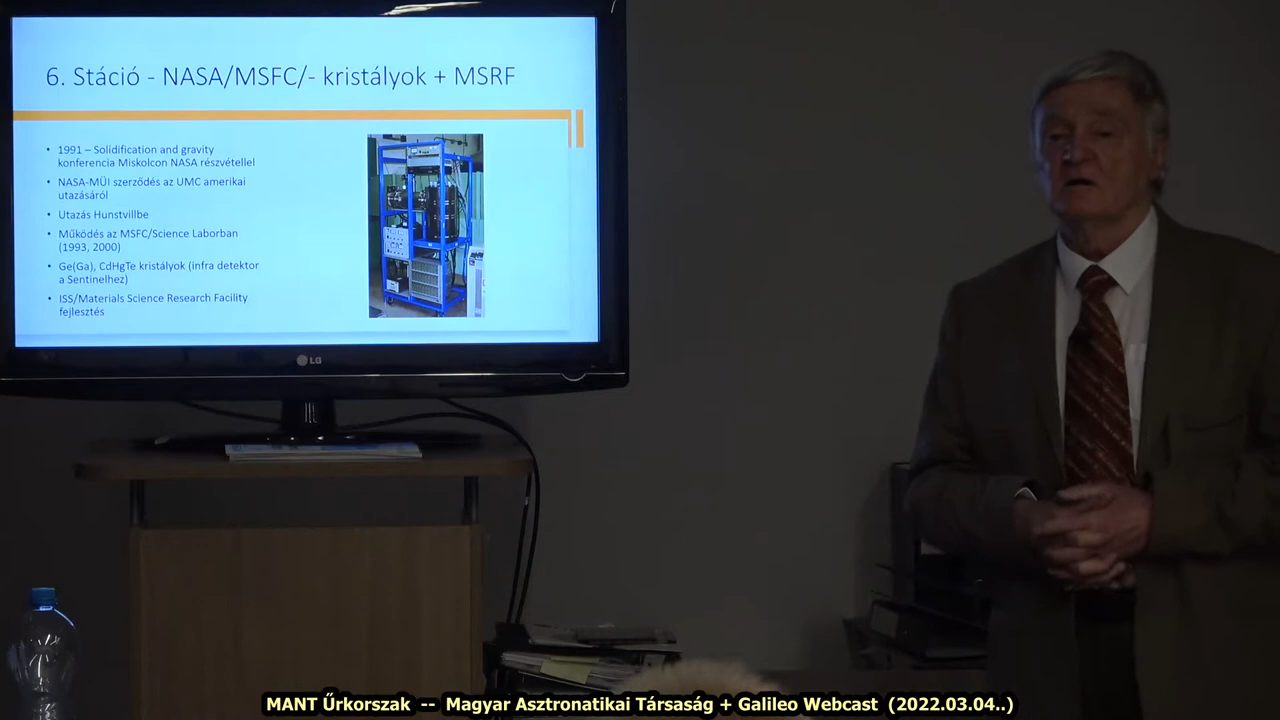 6. Stáció - NASA/MSFC/- kristályok + MSRF
• 1991 – Solidification and gravity
konferencia Miskolcon NASA részvétellel
• NASA-MÜI szerződés az UMC amerikai
utazásáról
• Utazás Hunstvillbe
• Működés az MSFC/Science Laborban
(1993, 2000)
• Ge(Ga), CdHgTe kristályok (infra detektor
a Sentinelhez)
• ISS/Materials Science Research Facility
fejlesztés
LG
MANT Űrkorszak -- Magyar Asztronatikai Társaság + Galileo Webcast (2022.03.04..)